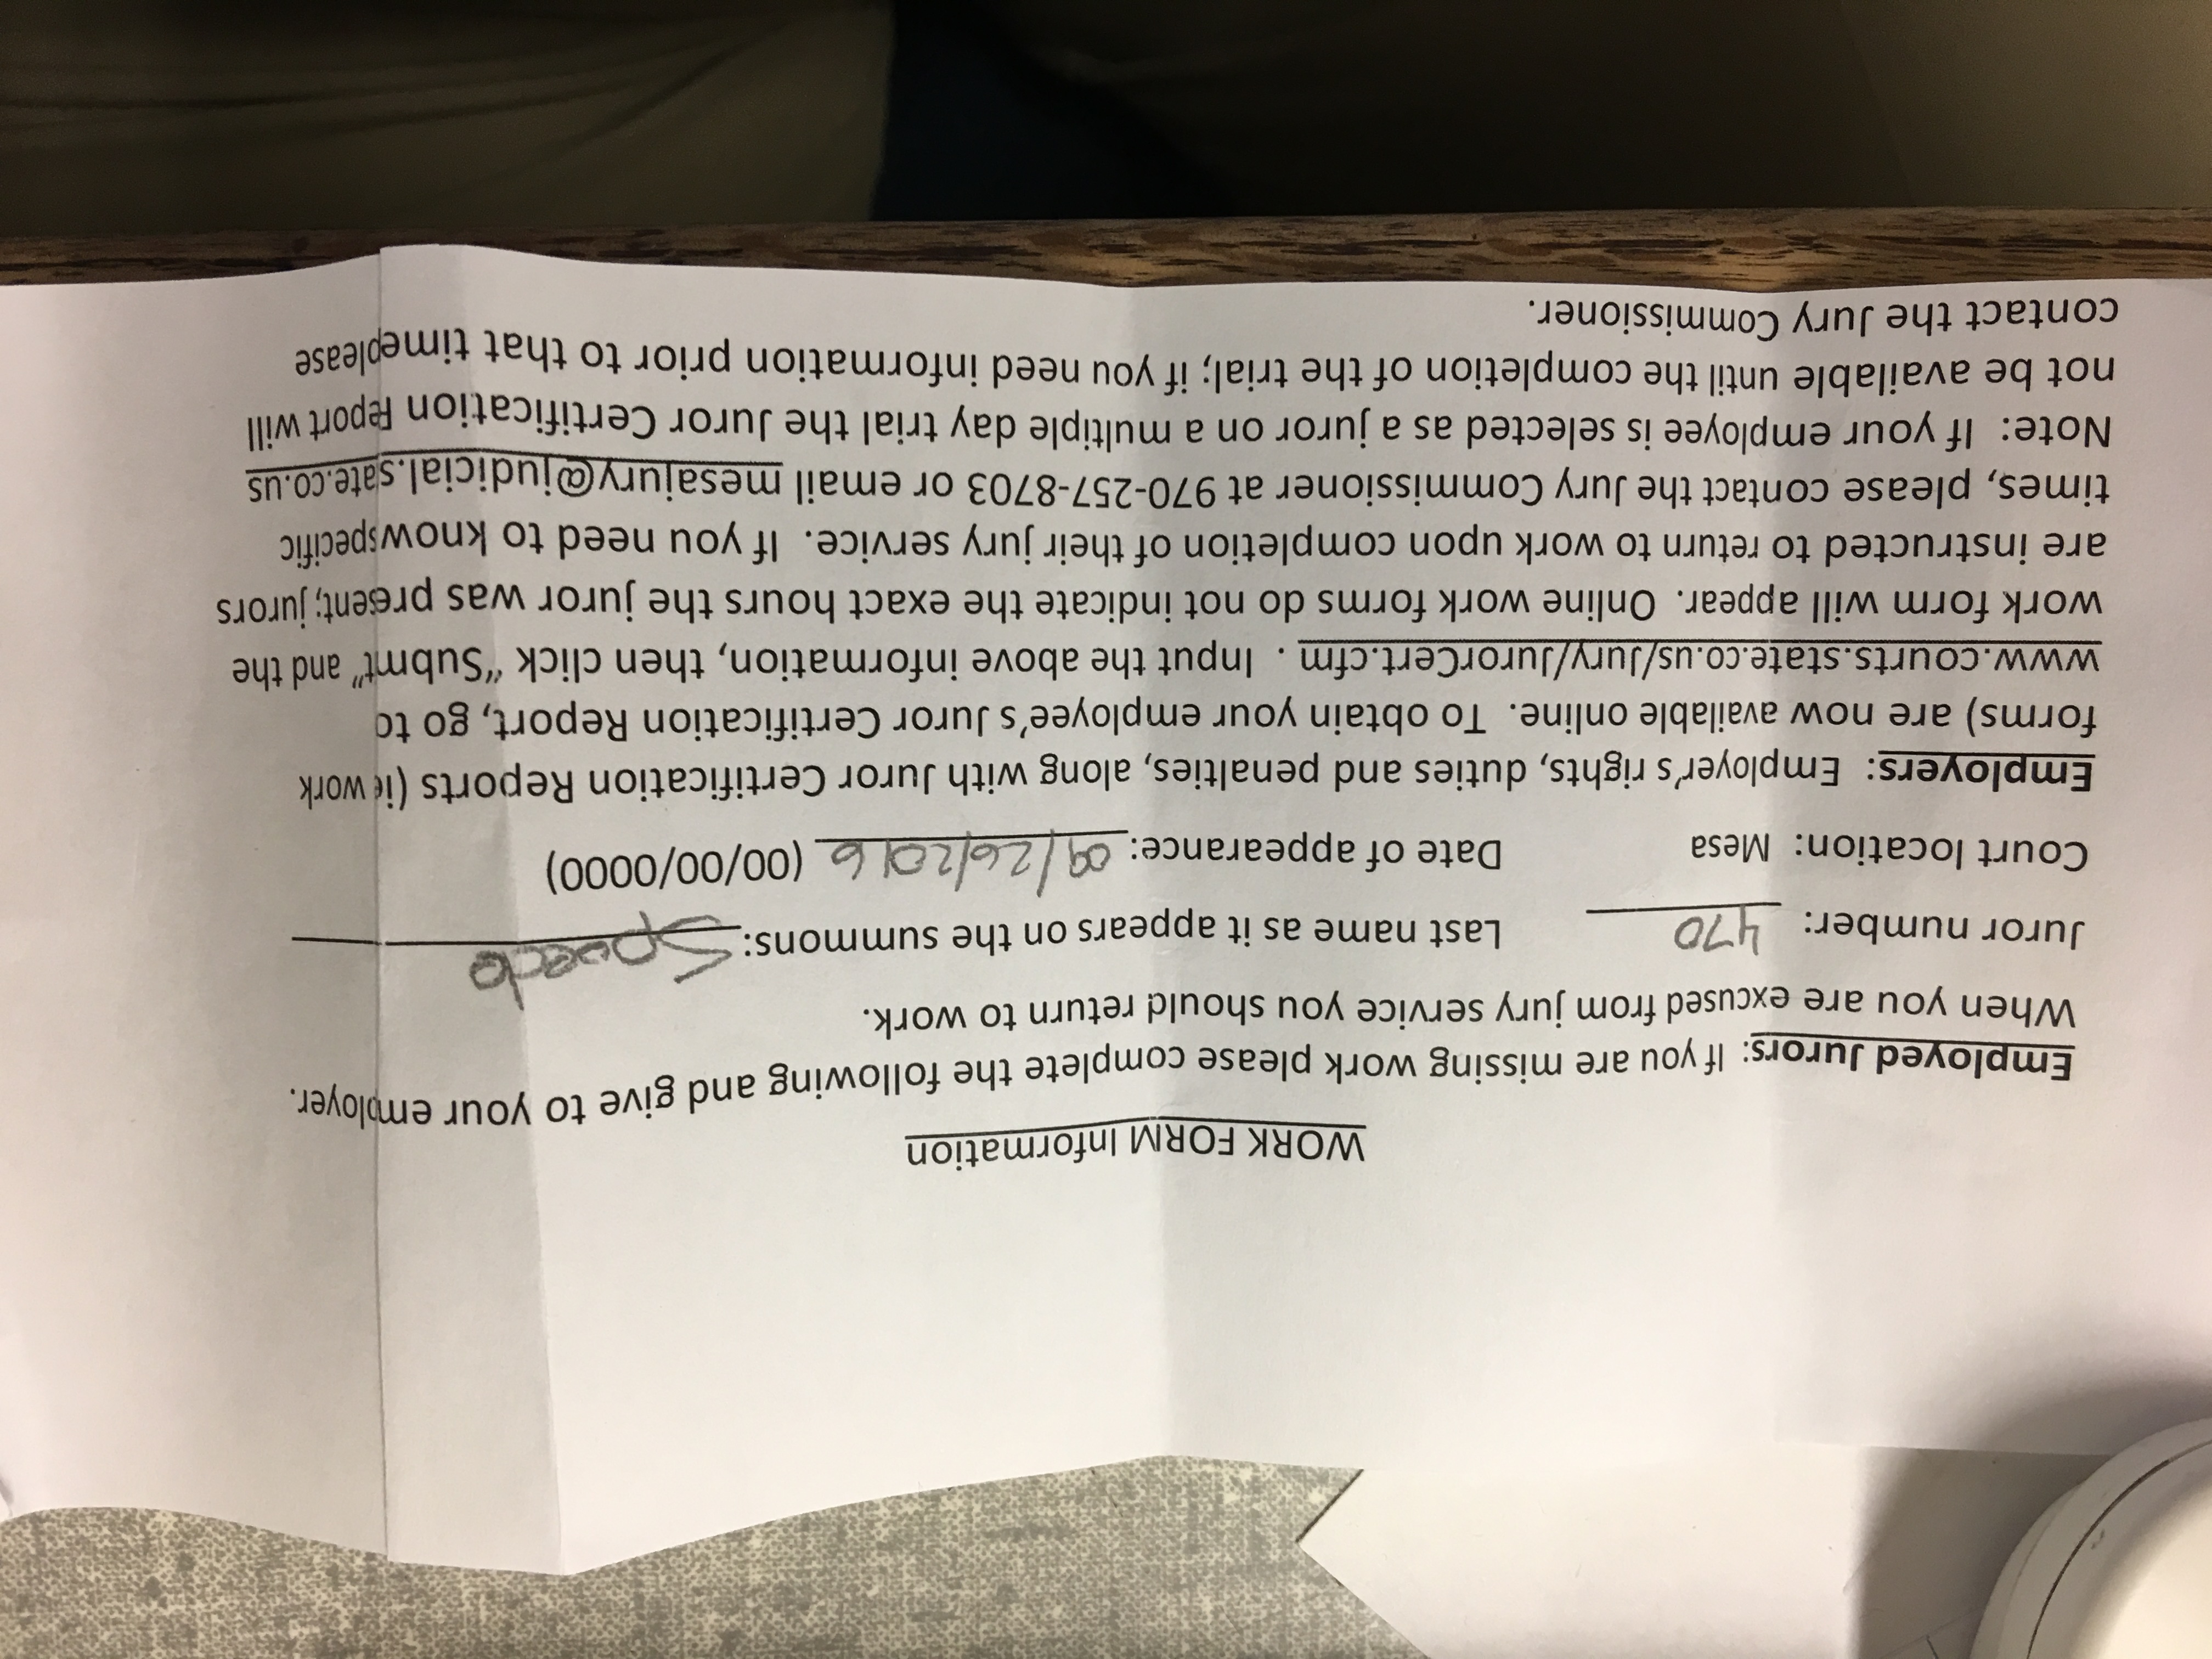 WORK FORM Information
Employed Jurors: If you are missing work please complete the following and give to your employer.
When you are excused from jury service you should return to work.
Juror number: 470 Last name as it appears on the summons:
Court location: Mesa Date of appearance: 09/26/2016 (00/00/0000)
Employers: Employer's rights, duties and penalties, along with Juror Certification Reports (ie work
forms) are now available online. To obtain your employee's Juror Certification Report, go to
www.courts.state.co.us/Jury/JurorCert.cfm . Input the above information, then click "Submt" and the
work form will appear. Online work forms do not indicate the exact hours the juror was present; jurors
are instructed to return to work upon completion of their jury service. If you need to know specific
times, please contact the Jury Commissioner at 970-257-8703 or email mesajury@judicial.sate.co.us
Note: If your employee is selected as a juror on a multiple day trial the Juror Certification Report will
not be available until the completion of the trial; if you need information prior to that time please
contact the Jury Commissioner.